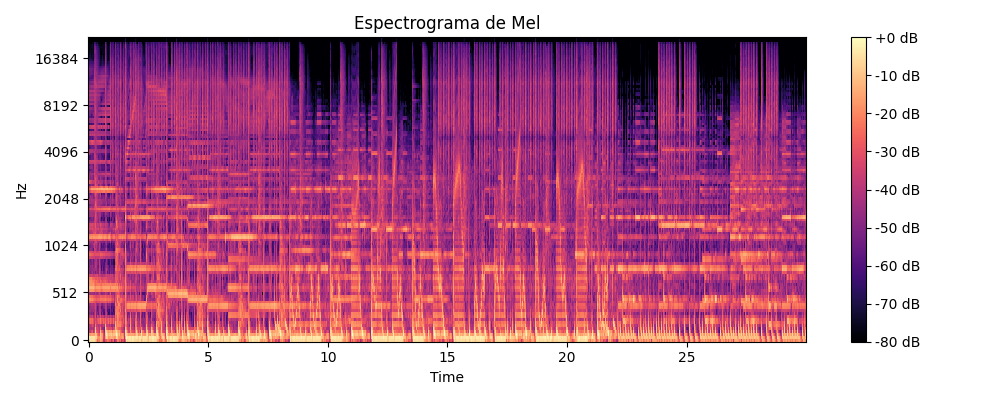 Espectrograma de Mel
Hz
16384
8192
4096
2048
1024
512
0
0 5 10 15 20 25
Time
+0 dB
-10 dB
-20 dB
-30 dB
-40 dB
-50 dB
-60 dB
-70 dB
-80 dB